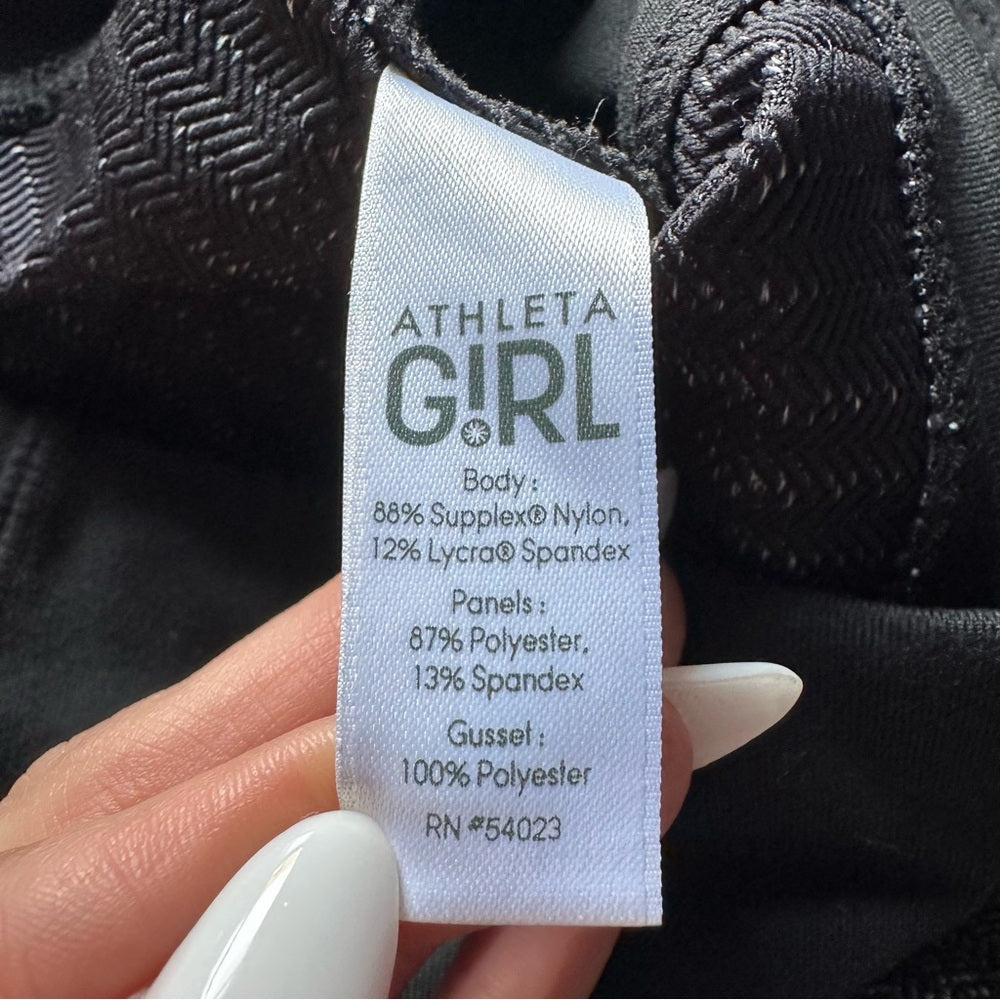 ATHLETA
G!RL
Body:
88% Supplex® Nylon,
12% Lycra® Spandex
Panels:
87% Polyester,
13% Spandex
Gusset:
100% Polyester
RN #54023